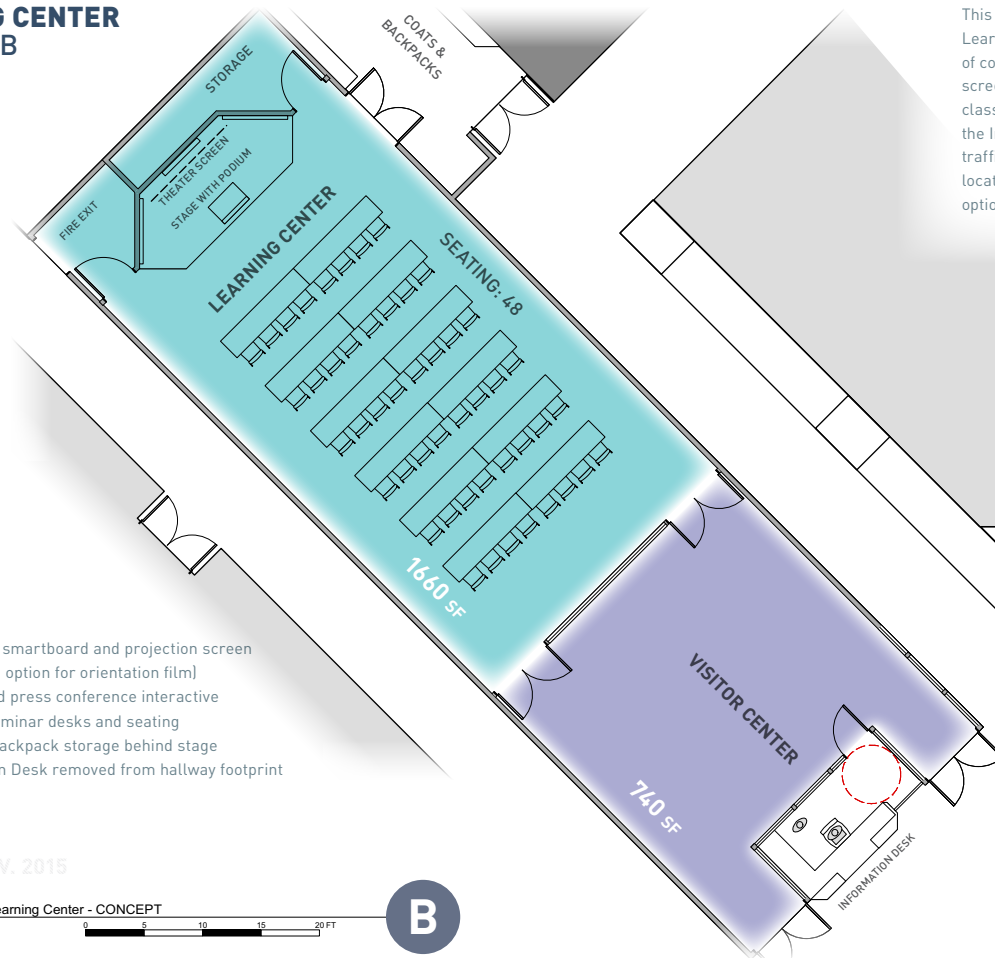 G CENTER
B
This
Lear
of co
scree
class
the l
traff
locat
optio
COATS &
BACKPACKS
STORAGE
THEATER SCREEN
STAGE WITH PODIUM
FIRE EXIT
LEARNING CENTER
SEATING: 48
1660 SF
VISITOR CENTER
740 SF
INFORMATION DESK
smartboard and projection screen
option for orientation film)
d press conference interactive
minar desks and seating
ackpack storage behind stage
n Desk removed from hallway footprint
V. 2015
earning Center - CONCEPT
0 5 10 15 20 FT
B